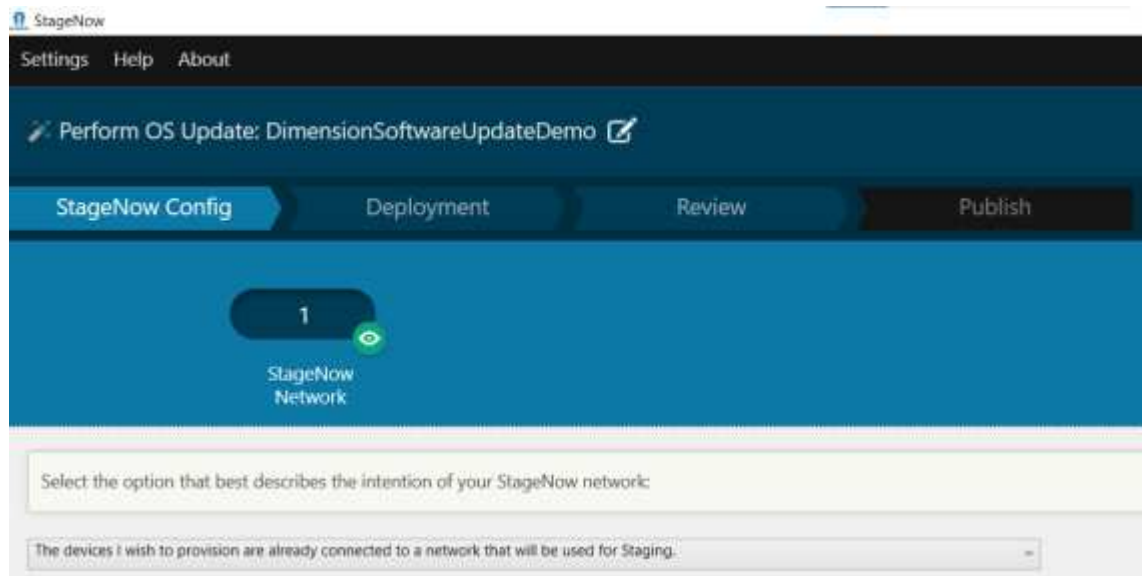 StageNow
Settings Help About
Perform OS Update: DimensionSoftwareUpdateDemo
StageNow Config Deployment Review Publish
1
StageNow
Network
Select the option that best describes the intention of your StageNow network:
The devices I wish to provision are already connected to a network that will be used for Staging.